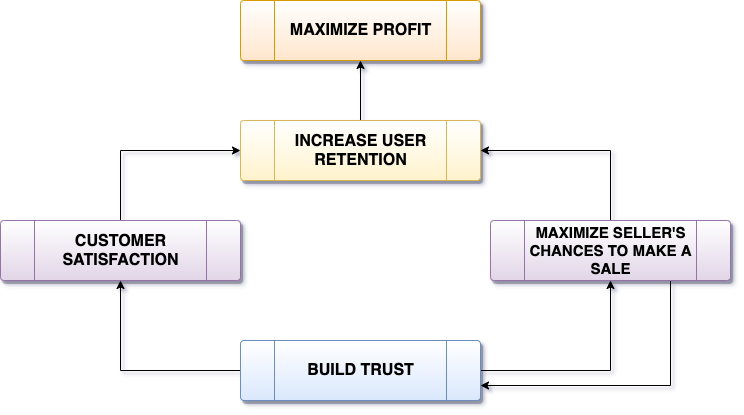 MAXIMIZE PROFIT
INCREASE USER
RETENTION
CUSTOMER
SATISFACTION
MAXIMIZE SELLER'S
CHANCES TO MAKE A
SALE
BUILD TRUST